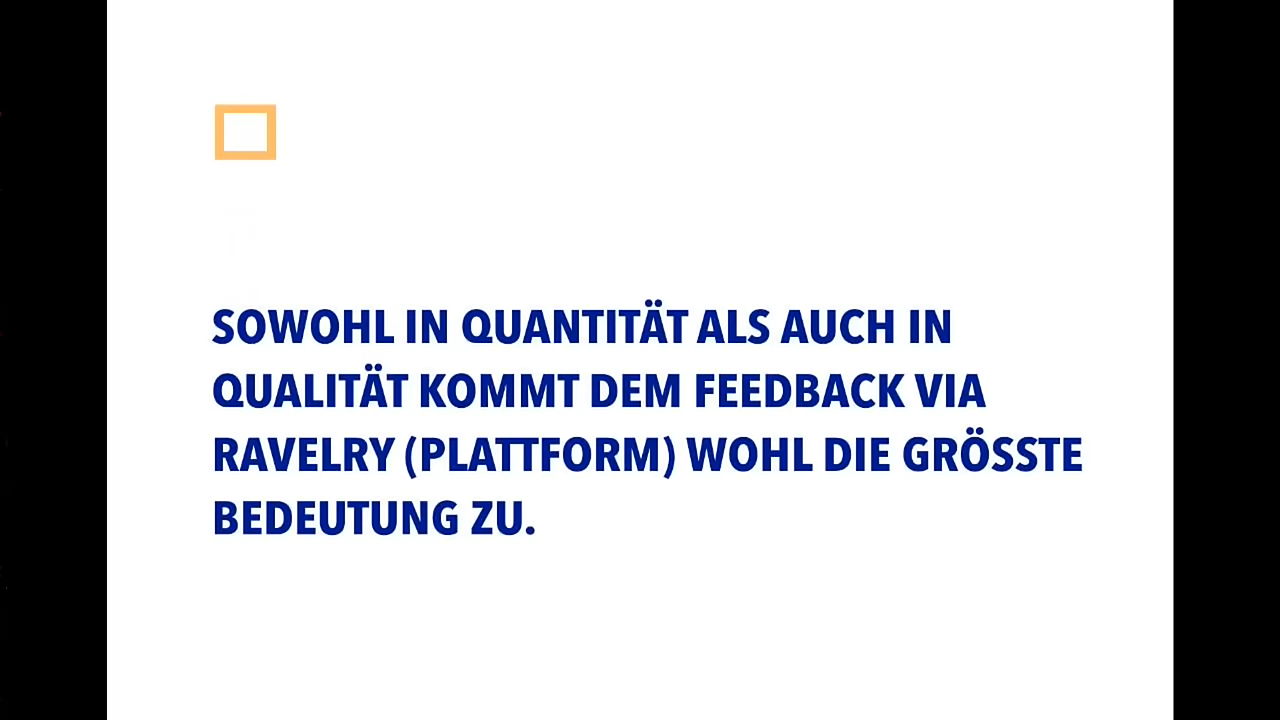 SOWOHL IN QUANTITÄT ALS AUCH IN
QUALITÄT KOMMT DEM FEEDBACK VIA
RAVELRY (PLATTFORM) WOHL DIE GRÖSSTE
BEDEUTUNG ZU.